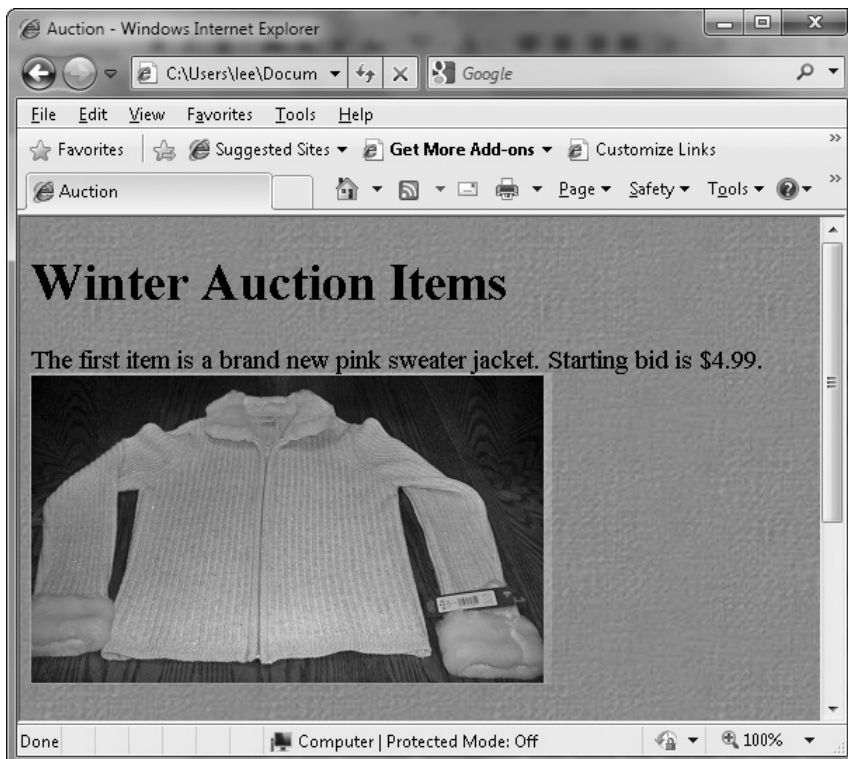 Auction - Windows Internet Explorer
C:\Users\lee\Docum
Google
File Edit View Favorites Tools Help
Favorites Suggested Sites Get More Add-ons Customize Links
Auction Page Safety Tools
Winter Auction Items
The first item is a brand new pink sweater jacket. Starting bid is $4.99.
Done Computer | Protected Mode: Off 100%